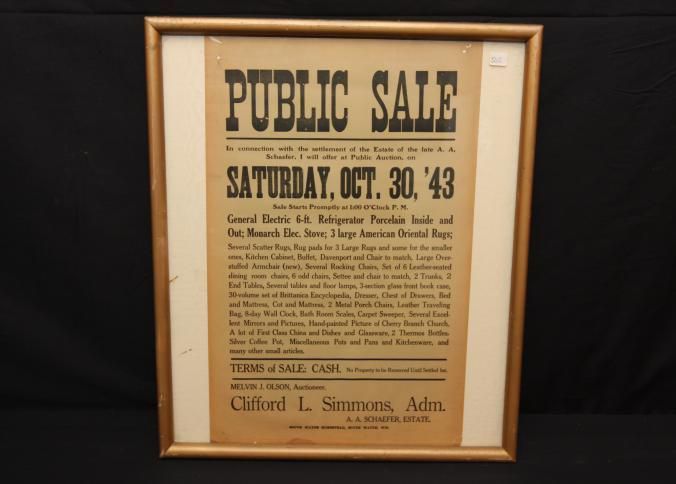 PUBLIC SALE
In connection with the settlement of the Estate of the late A. A.
Schaefer, I will offer at Public Auction, on
SATURDAY, OCT. 30, '43
Sale Starts Promptly at 1:00 O'Clock P. M.
General Electric 6-ft. Refrigerator Porcelain Inside and
Out; Monarch Elec. Stove; 3 large American Oriental Rugs;
Several Scatter Rugs, Rug pads for 3 Large Rugs and some for the smaller
ones, Kitchen Cabinet, Buffet, Davenport and Chair to match, Large Over-
stuffed Armchair (new), Several Rocking Chairs, Set of 6 Leather-seated
dining room chairs, 6 odd chairs, Settee and chair to match, 2 Trunks, 2
End Tables, Several tables and floor lamps, 3-section glass front book case,
30-volume set of Brittanica Encyclopedia, Dresser, Chest of Drawers, Bed
and Mattress, Cot and Mattress, 2 Metal Porch Chairs, Leather Traveling
Bag, 8-day Wall Clock, Bath Room Scales, Carpet Sweeper, Several Excel-
lent Mirrors and Pictures, Hand-painted Picture of Cherry Branch Church,
A lot of First Class China and Dishes and Glassware, 2 Thermos Bottles,
Silver Coffee Pot, Miscellaneous Pots and Pans and Kitchenware, and
many other small articles.
TERMS of SALE: CASH. No Property to be Removed Until Settled for.
MELVIN J. OLSON, Auctioneer.
Clifford L. Simmons, Adm.
A. A. SCHAEFER, ESTATE.
SOUTH WAYNE HOMESTEAD, SOUTH WAYNE, WIS.